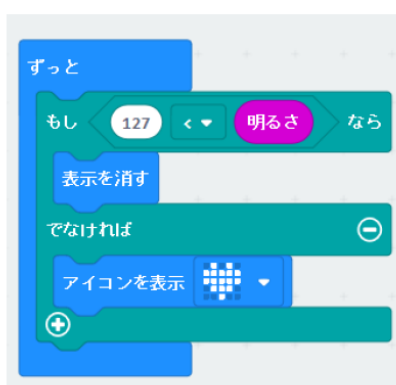 ずっと
もし 127 < 明るさ なら
表示を消す
でなければ
アイコンを表示